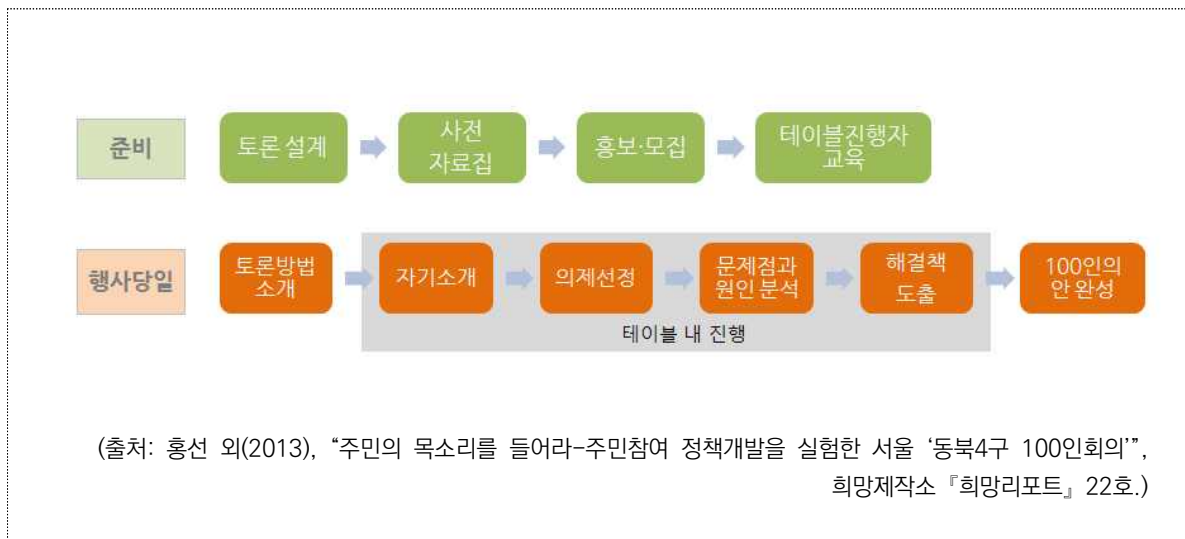 준비
토론 설계
사전
자료집
홍보·모집
테이블진행자
교육
행사당일
토론방법
소개
자기소개
의제선정
문제점과
원인 분석
해결책
도출
100인의
안 완성
테이블 내 진행
(출처: 홍선 외(2013), “주민의 목소리를 들어라-주민참여 정책개발을 실험한 서울 ‘동북4구 100인회의’”,
희망제작소 『희망리포트』 22호.)